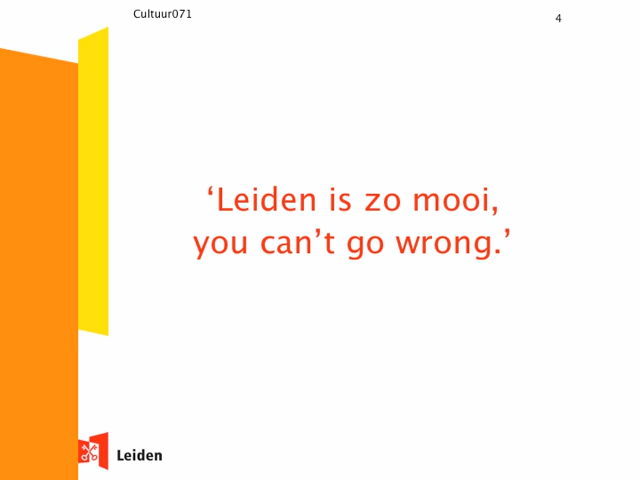 Cultuur071
4
‘Leiden is zo mooi,
you can’t go wrong.’
Leiden